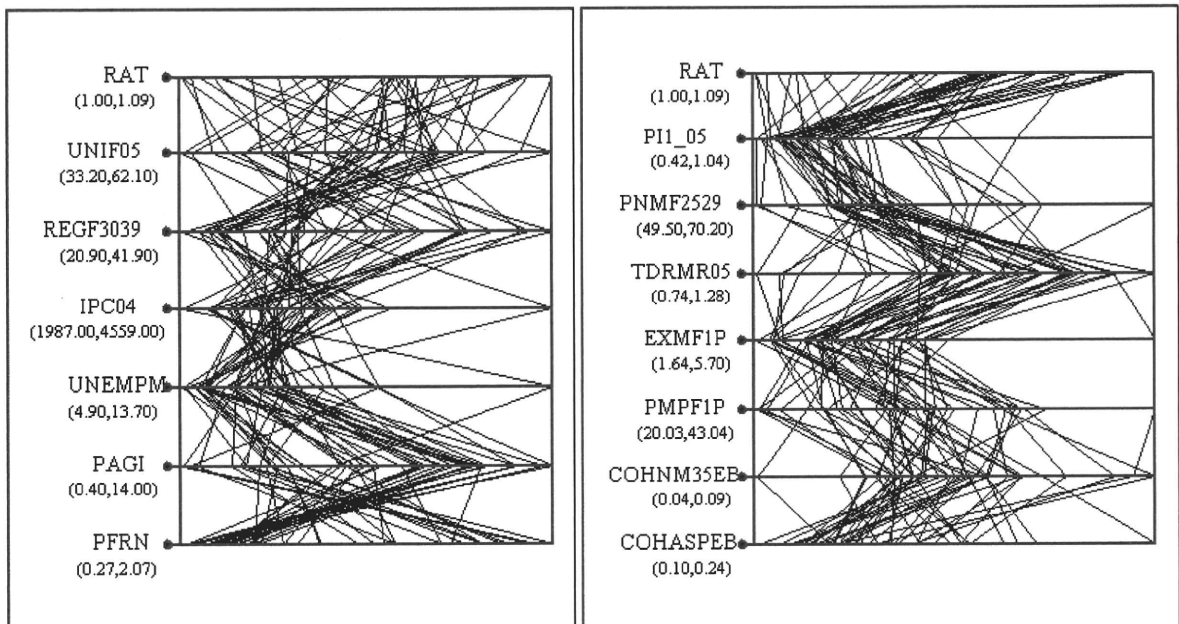 RAT
(1.00,1.09)
UNIF05
(33.20,62.10)
REGF3039
(20.90,41.90)
IPC04
(1987.00,4559.00)
UNEMPM
(4.90,13.70)
PAGI
(0.40,14.00)
PFRN
(0.27,2.07)
RAT
(1.00,1.09)
PI1_05
(0.42,1.04)
PNMF2529
(49.50,70.20)
TDRMR05
(0.74,1.28)
EXMF1P
(1.64,5.70)
PMPF1P
(20.03,43.04)
COHNM35EB
(0.04,0.09)
COHASPEB
(0.10,0.24)